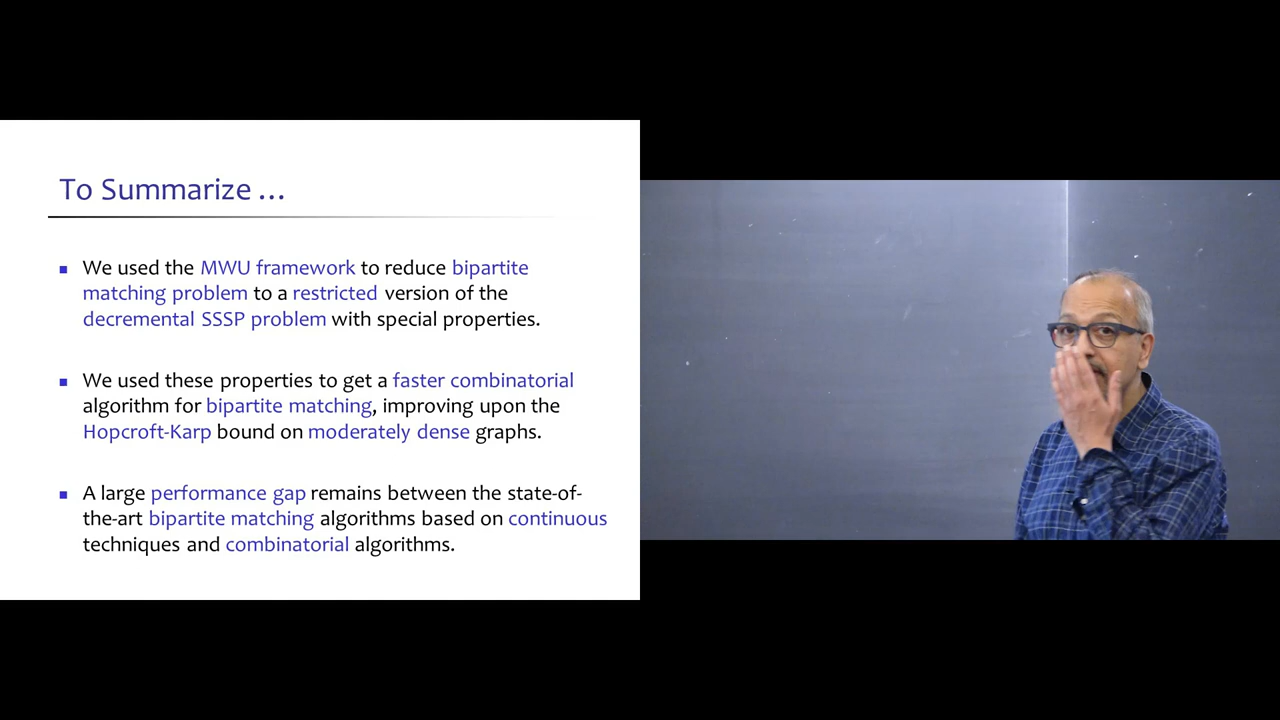 To Summarize ...
We used the MWU framework to reduce bipartite
matching problem to a restricted version of the
decremental SSSP problem with special properties.
We used these properties to get a faster combinatorial
algorithm for bipartite matching, improving upon the
Hopcroft-Karp bound on moderately dense graphs.
A large performance gap remains between the state-of-
the-art bipartite matching algorithms based on continuous
techniques and combinatorial algorithms.